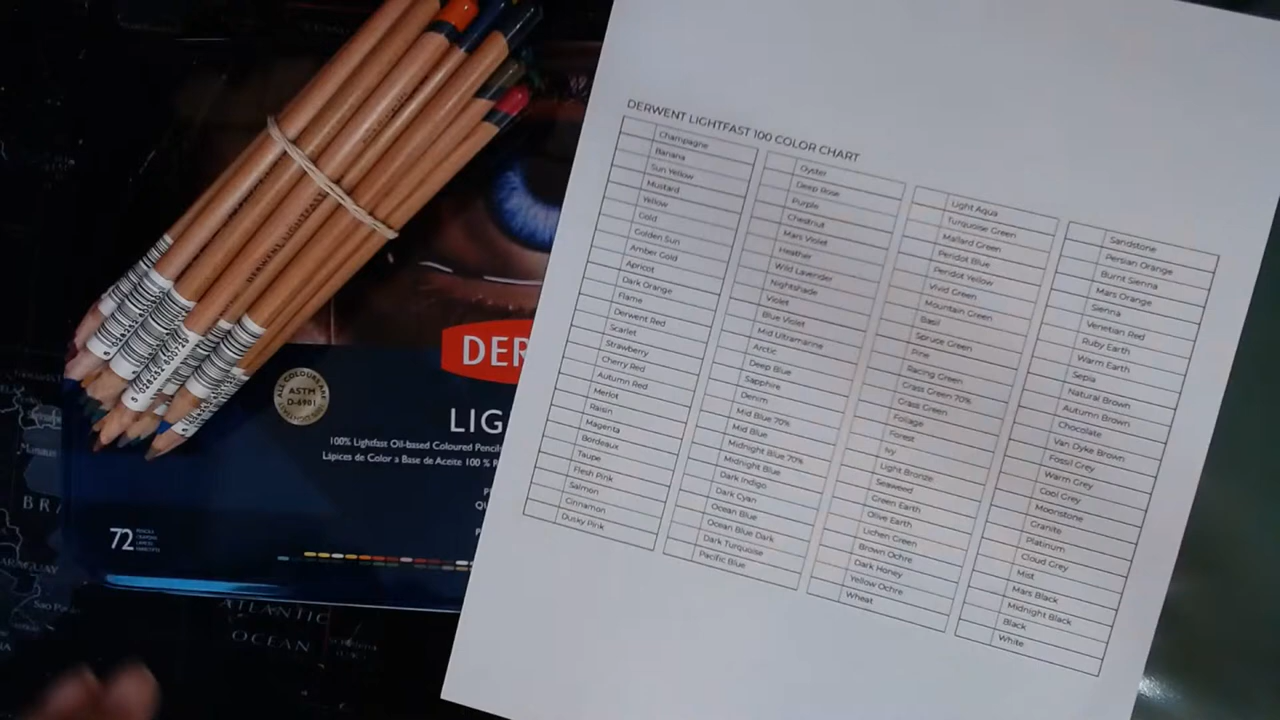 DERWENT LIGHTFAST 100 COLOR CHART
Champagne
Banana
Sun Yellow
Mustard
Yellow
Gold
Golden Sun
Amber Gold
Apricot
Dark Orange
Flame
Derwent Red
Scarlet
Strawberry
Cherry Red
Autumn Red
Merlot
Raisin
Magenta
Bordeaux
Taupe
Flesh Pink
Salmon
Cinnamon
Dusky Pink
Oyster
Deep Rose
Purple
Chestnut
Mars Violet
Heather
Wild Lavender
Nightshade
Violet
Blue Violet
Mid Ultramarine
Arctic
Deep Blue
Sapphire
Denim
Mid Blue 70%
Mid Blue
Midnight Blue 70%
Midnight Blue
Dark Indigo
Dark Cyan
Ocean Blue
Ocean Blue Dark
Dark Turquoise
Pacific Blue
Light Aqua
Turquoise Green
Mallard Green
Peridot Blue
Peridot Yellow
Vivid Green
Mountain Green
Basil
Spruce Green
Pine
Racing Green
Grass Green 70%
Grass Green
Foliage
Forest
Ivy
Light Bronze
Seaweed
Green Earth
Olive Earth
Lichen Green
Brown Ochre
Dark Honey
Yellow Ochre
Wheat
Sandstone
Persian Orange
Burnt Sienna
Mars Orange
Sienna
Venetian Red
Ruby Earth
Warm Earth
Sepia
Natural Brown
Autumn Brown
Chocolate
Van Dyke Brown
Fossil Grey
Warm Grey
Cool Grey
Moonstone
Granite
Platinum
Cloud Grey
Mist
Mars Black
Midnight Black
Black
White
DERWENT LIGHTFAST
DER
ALL COLOURS ARE
ASTM
D-6901
LIG
100% Lightfast Oil-based Coloured Pencils
Lápices de Color a Base de Aceite 100 %
72
BR
ATLANTIC
OCEAN